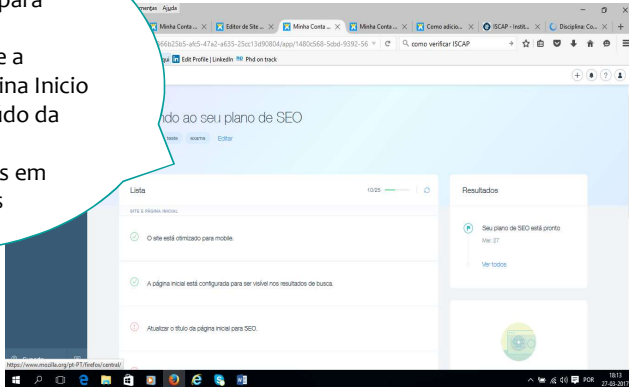 para
e a
ina Inicio
údo da
s em
s
mentas Ajuda
Minha Conta ...
Editor de Site ...
Minha Conta ...
Minha Conta ...
Como adicio...
ISCAP - Instit...
Disciplina: Co...
como verificar ISCAP
qui Edit Profile | LinkedIn Phd on track
ndo ao seu plano de SEO
Editar
Lista
10/25
SITE E PÁGINA INICIAL
O site está otimizado para mobile.
A página inicial está configurada para ser visível nos resultados de busca.
Atualizar o título da página inicial para SEO.
Resultados
Seu plano de SEO está pronto
Mar. 27
Ver todos
https://www.mozilla.org/pt-PT/firefox/central/
POR
18:13
27-03-2017